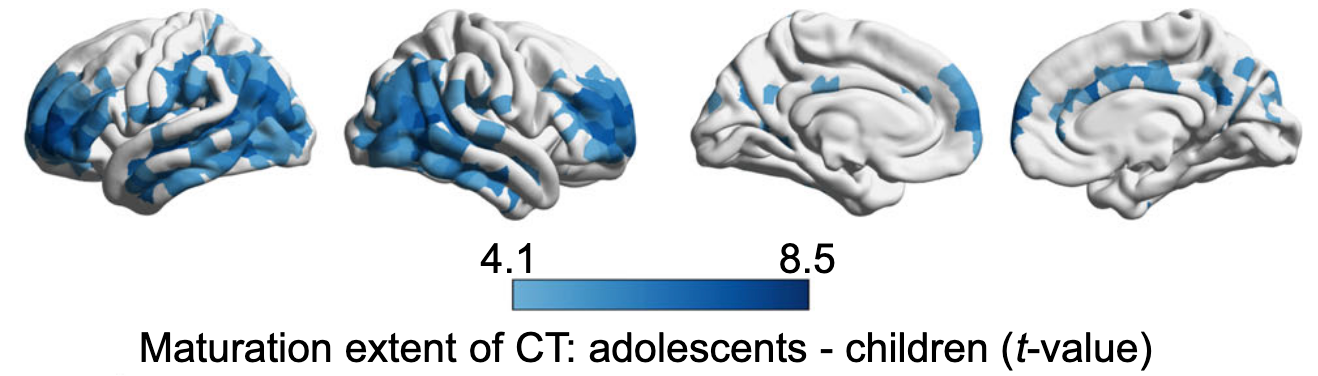 4.1 8.5
Maturation extent of CT: adolescents - children (t-value)